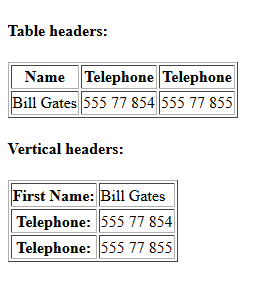 Table headers:
Name Telephone Telephone
Bill Gates 555 77 854 555 77 855
Vertical headers:
First Name: Bill Gates
Telephone: 555 77 854
Telephone: 555 77 855